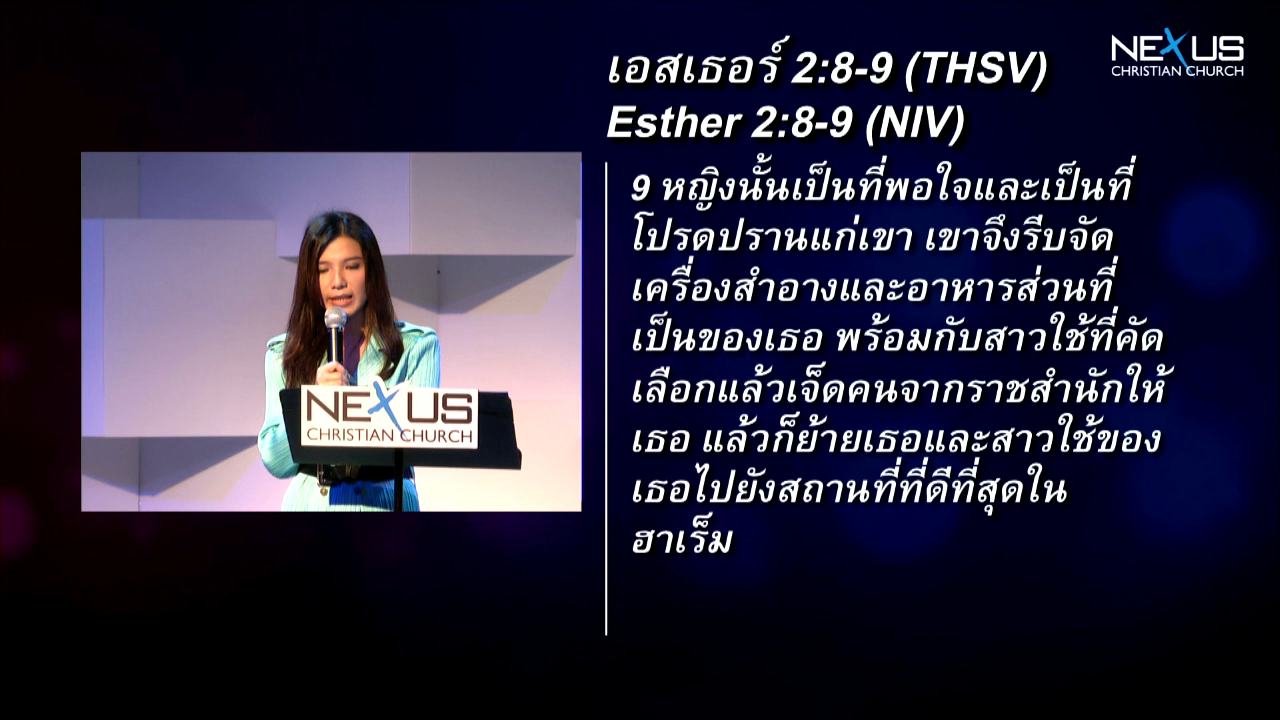 เอสเธอร์ 2:8-9 (THSV)
Esther 2:8-9 (NIV)
NEXUS
CHRISTIAN CHURCH
9 หญิงนั้นเป็นที่พอใจและเป็นที่
โปรดปรานแก่เขา เขาจึงรีบจัด
เครื่องสำอางและอาหารส่วนที่
เป็นของเธอ พร้อมกับสาวใช้ที่คัด
เลือกแล้วเจ็ดคนจากราชสำนักให้
เธอ แล้วก็ย้ายเธอและสาวใช้ของ
เธอไปยังสถานที่ที่ดีที่สุดใน
ฮาเร็ม
NEXUS
CHRISTIAN CHURCH